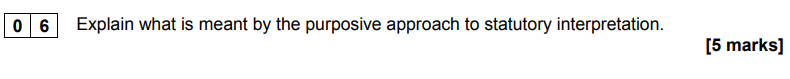 0 6 Explain what is meant by the purposive approach to statutory interpretation.
[5 marks]